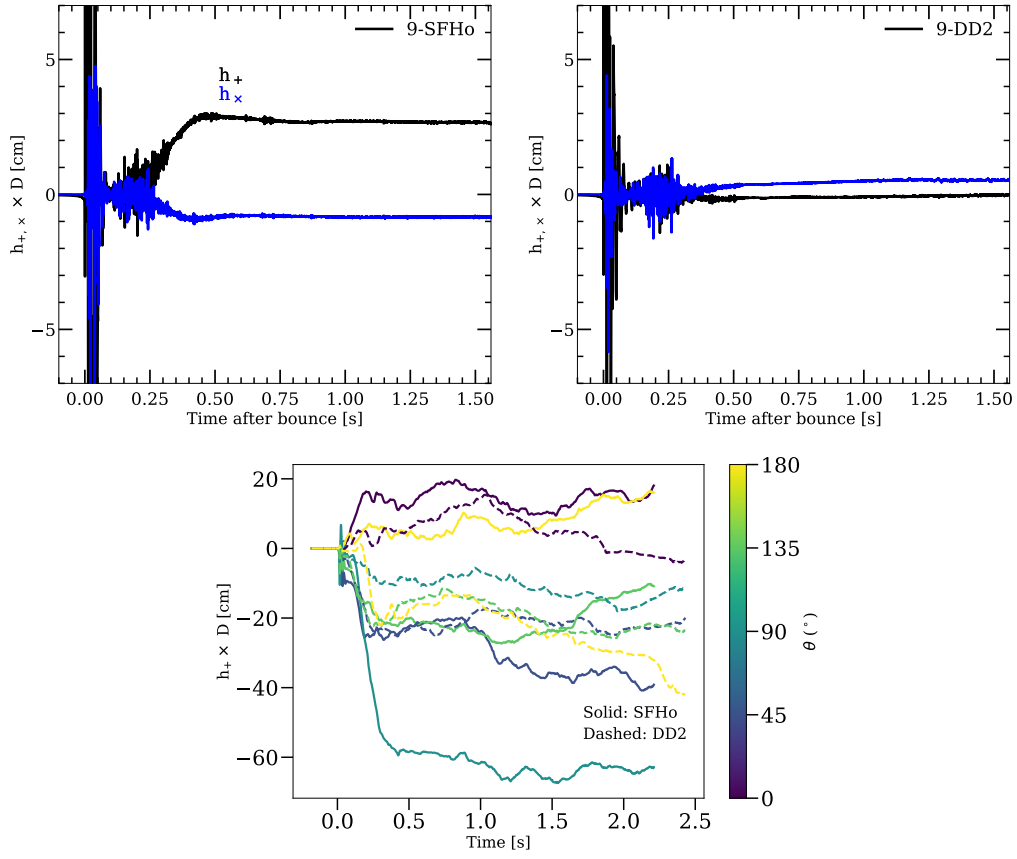 9-SFHo
h₊
hₓ
5
0
−5
h₊, ₓ × D [cm]
0.00 0.25 0.50 0.75 1.00 1.25 1.50
Time after bounce [s]
9-DD2
5
0
−5
h₊, ₓ × D [cm]
0.00 0.25 0.50 0.75 1.00 1.25 1.50
Time after bounce [s]
20
0
−20
−40
−60
h₊ × D [cm]
Solid: SFHo
Dashed: DD2
0.0 0.5 1.0 1.5 2.0 2.5
Time [s]
180
135
90
45
0
θ (°)